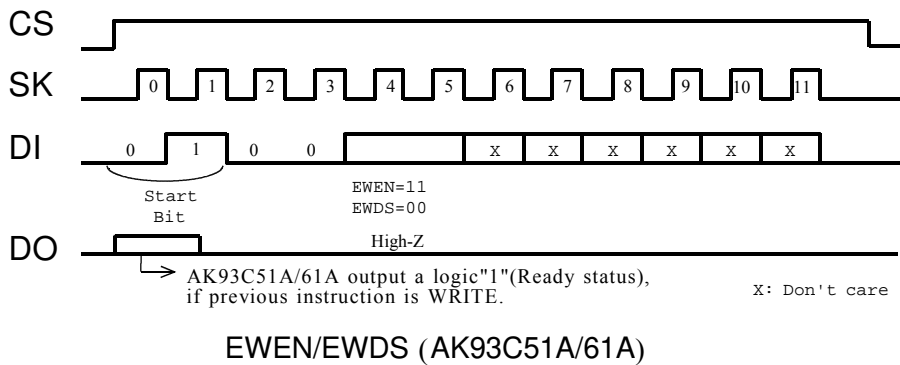 CS
SK
0 1 2 3 4 5 6 7 8 9 10 11
DI
0 1 0 0 X X X X X X
Start
Bit
EWEN=11
EWDS=00
DO
High-Z
AK93C51A/61A output a logic"1"(Ready status),
if previous instruction is WRITE.
X: Don't care
EWEN/EWDS (AK93C51A/61A)